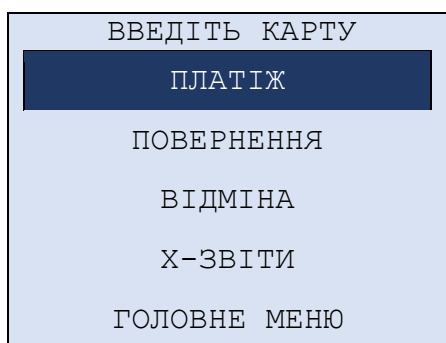 ВВЕДІТЬ КАРТУ
ПЛАТІЖ
ПОВЕРНЕННЯ
ВІДМІНА
Х-ЗВІТИ
ГОЛОВНЕ МЕНЮ